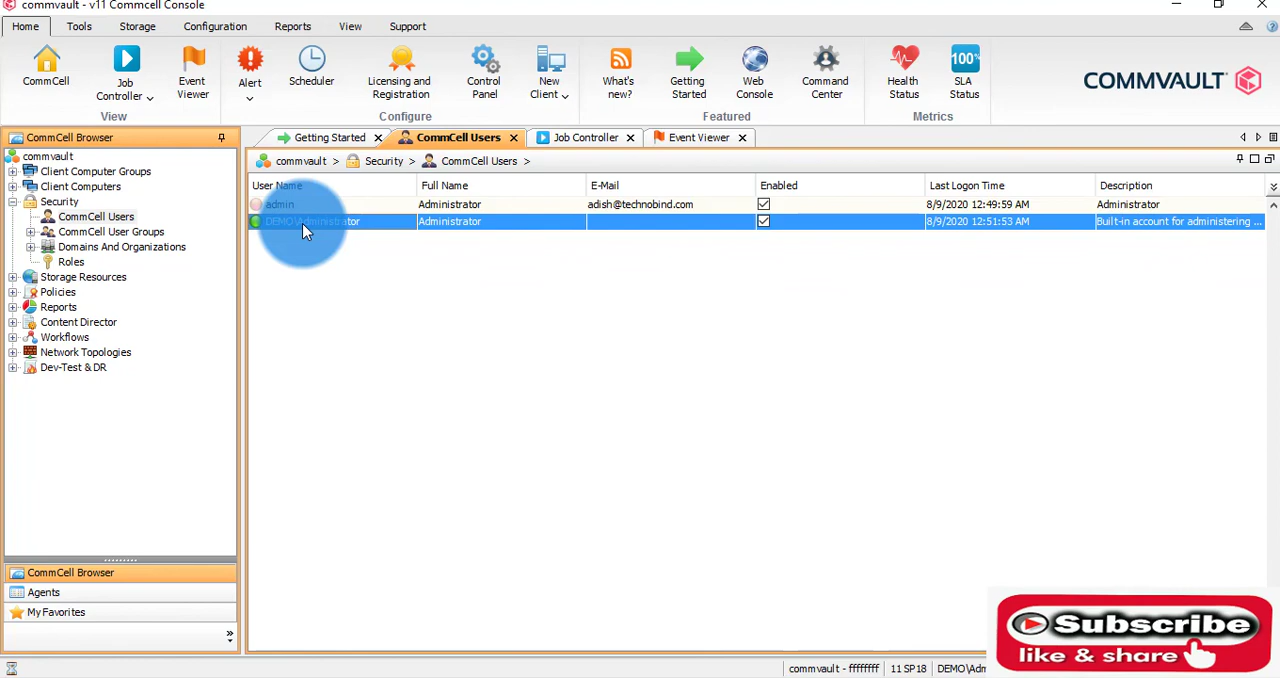 commvault - v11 Commcell Console
Home Tools Storage Configuration Reports View Support
CommCell
Job Controller
Event Viewer
Alert
Scheduler
Licensing and Registration
Control Panel
New Client
What's new?
Getting Started
Web Console
Command Center
Health Status
100%
SLA Status
View Configure Featured Metrics
COMMVAULT
CommCell Browser
Getting Started CommCell Users Job Controller Event Viewer
commvault > Security > CommCell Users >
commvault
Client Computer Groups
Client Computers
Security
CommCell Users
CommCell User Groups
Domains And Organizations
Roles
Storage Resources
Policies
Reports
Content Director
Workflows
Network Topologies
Dev-Test & DR
User Name Full Name E-Mail Enabled Last Logon Time Description
admin Administrator adish@technobind.com 8/9/2020 12:49:59 AM Administrator
DEMO\Administrator Administrator 8/9/2020 12:51:53 AM Built-in account for administering ...
CommCell Browser
Agents
My Favorites
Subscribe
like & share
commvault - ffffffff 11 SP18 DEMO\Adm